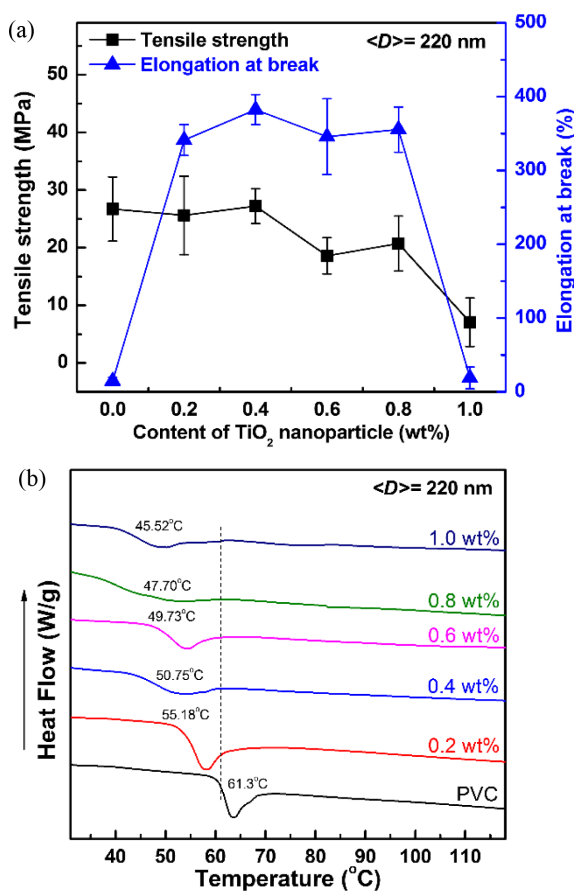 (a)
Tensile strength
Elongation at break
<D>= 220 nm
Tensile strength (MPa)
60
50
40
30
20
10
0
Elongation at break (%)
500
400
300
200
100
0
0.0 0.2 0.4 0.6 0.8 1.0
Content of TiO₂ nanoparticle (wt%)
(b)
<D>= 220 nm
Heat Flow (W/g)
45.52°C
1.0 wt%
47.70°C
0.8 wt%
49.73°C
0.6 wt%
50.75°C
0.4 wt%
55.18°C
0.2 wt%
61.3°C
PVC
40 50 60 70 80 90 100 110
Temperature (°C)